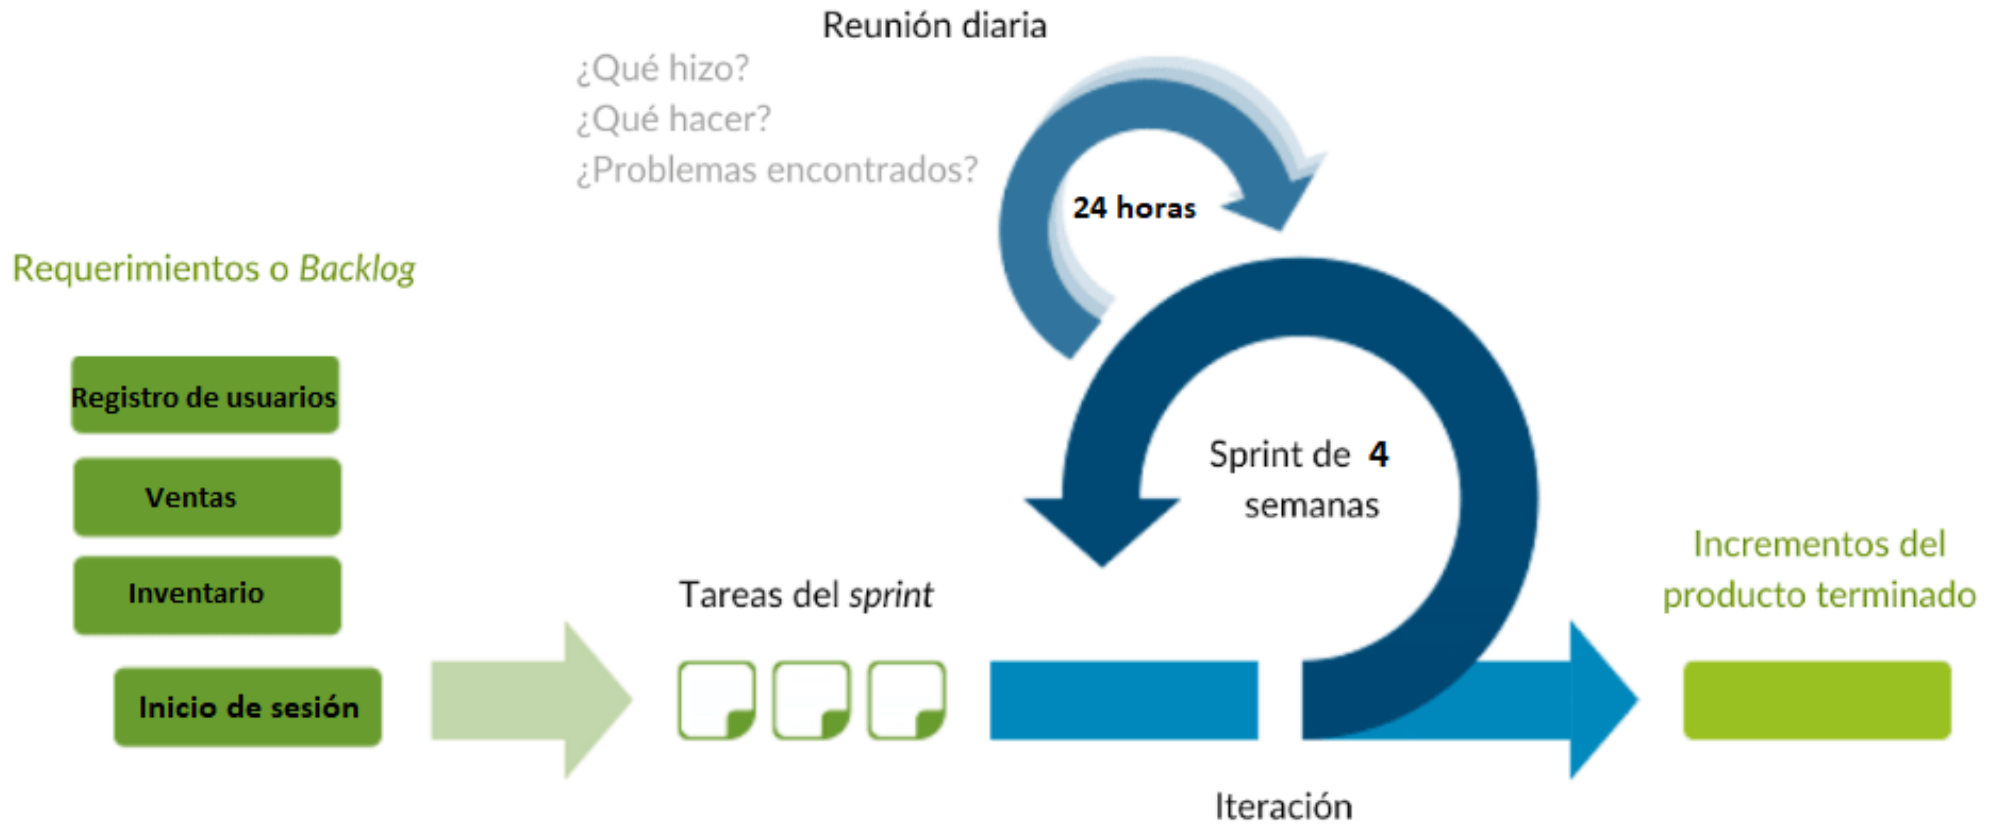 Reunión diaria
¿Qué hizo?
¿Qué hacer?
¿Problemas encontrados?
24 horas
Requerimientos o Backlog
Registro de usuarios
Ventas
Inventario
Inicio de sesión
Tareas del sprint
Sprint de 4
semanas
Iteración
Incrementos del
producto terminado